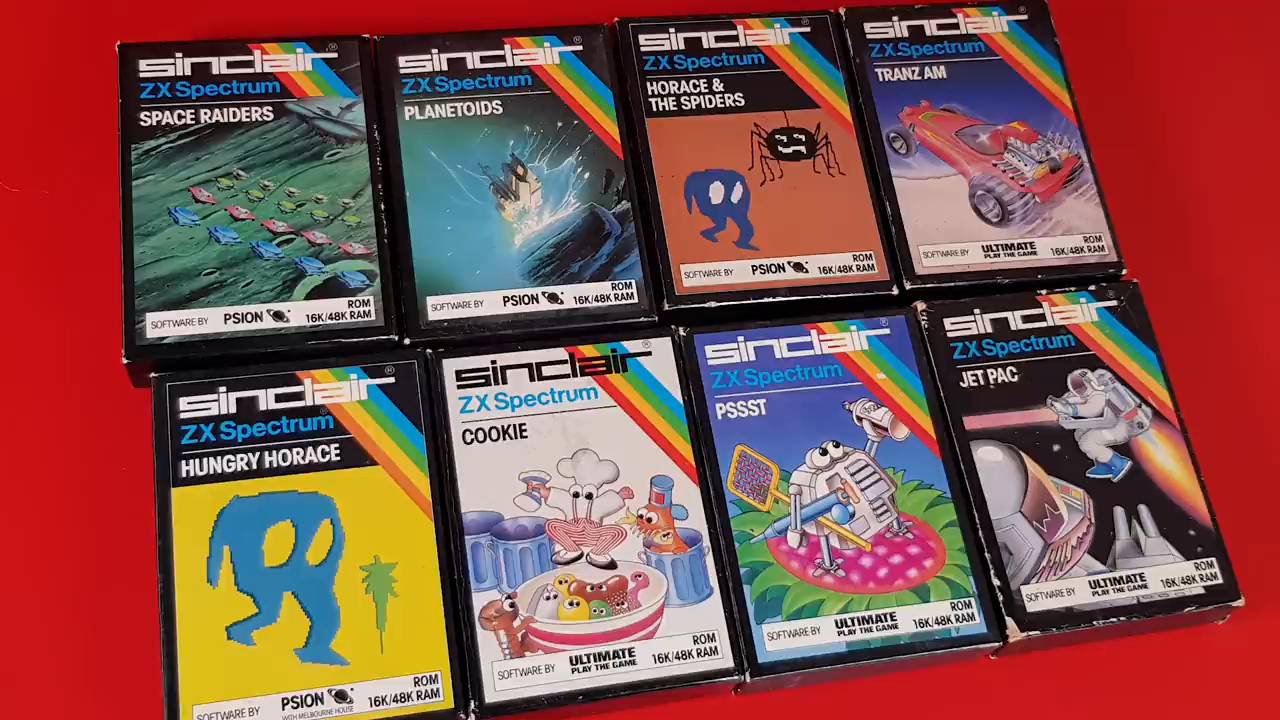 sinclair®
ZX Spectrum
SPACE RAIDERS
SOFTWARE BY PSION
ROM
16K/48K RAM
sinclair®
ZX Spectrum
PLANETOIDS
SOFTWARE BY PSION
ROM
16K/48K RAM
sinclair®
ZX Spectrum
HORACE &
THE SPIDERS
SOFTWARE BY PSION
ROM
16K/48K RAM
sinclair®
ZX Spectrum
TRANZ AM
SOFTWARE BY ULTIMATE
PLAY THE GAME
ROM
16K/48K RAM
sinclair®
ZX Spectrum
HUNGRY HORACE
SOFTWARE BY PSION
WITH MELBOURNE HOUSE
ROM
16K/48K RAM
sinclair®
ZX Spectrum
COOKIE
SOFTWARE BY ULTIMATE
PLAY THE GAME
ROM
16K/48K RAM
sinclair®
ZX Spectrum
PSSST
SOFTWARE BY ULTIMATE
PLAY THE GAME
ROM
16K/48K RAM
sinclair®
ZX Spectrum
JET PAC
SOFTWARE BY ULTIMATE
PLAY THE GAME
ROM
16K/48K RAM